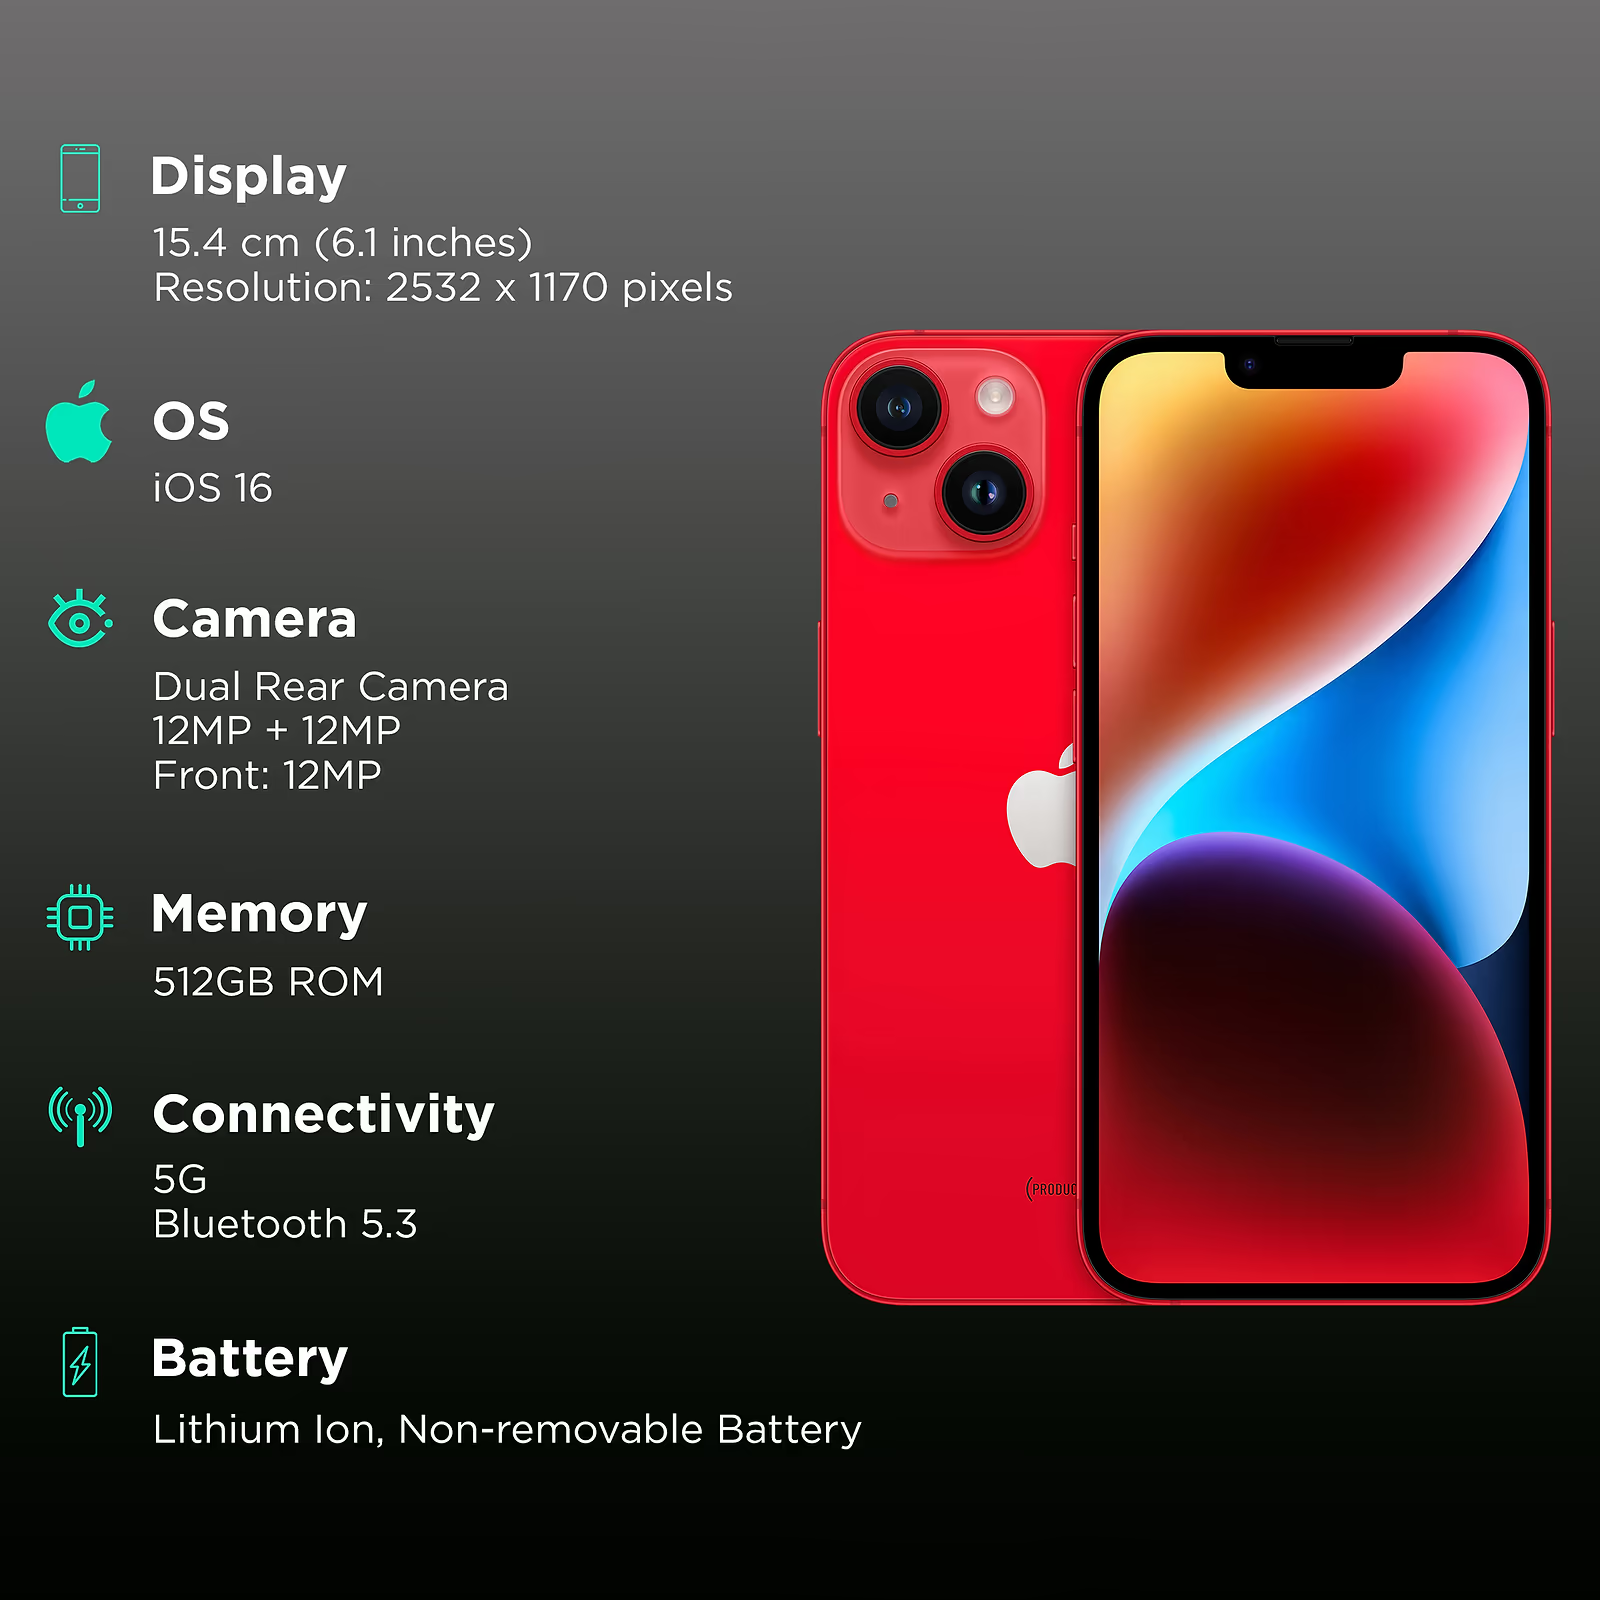 Display
15.4 cm (6.1 inches)
Resolution: 2532 x 1170 pixels
OS
iOS 16
Camera
Dual Rear Camera
12MP + 12MP
Front: 12MP
Memory
512GB ROM
Connectivity
5G
Bluetooth 5.3
Battery
Lithium Ion, Non-removable Battery